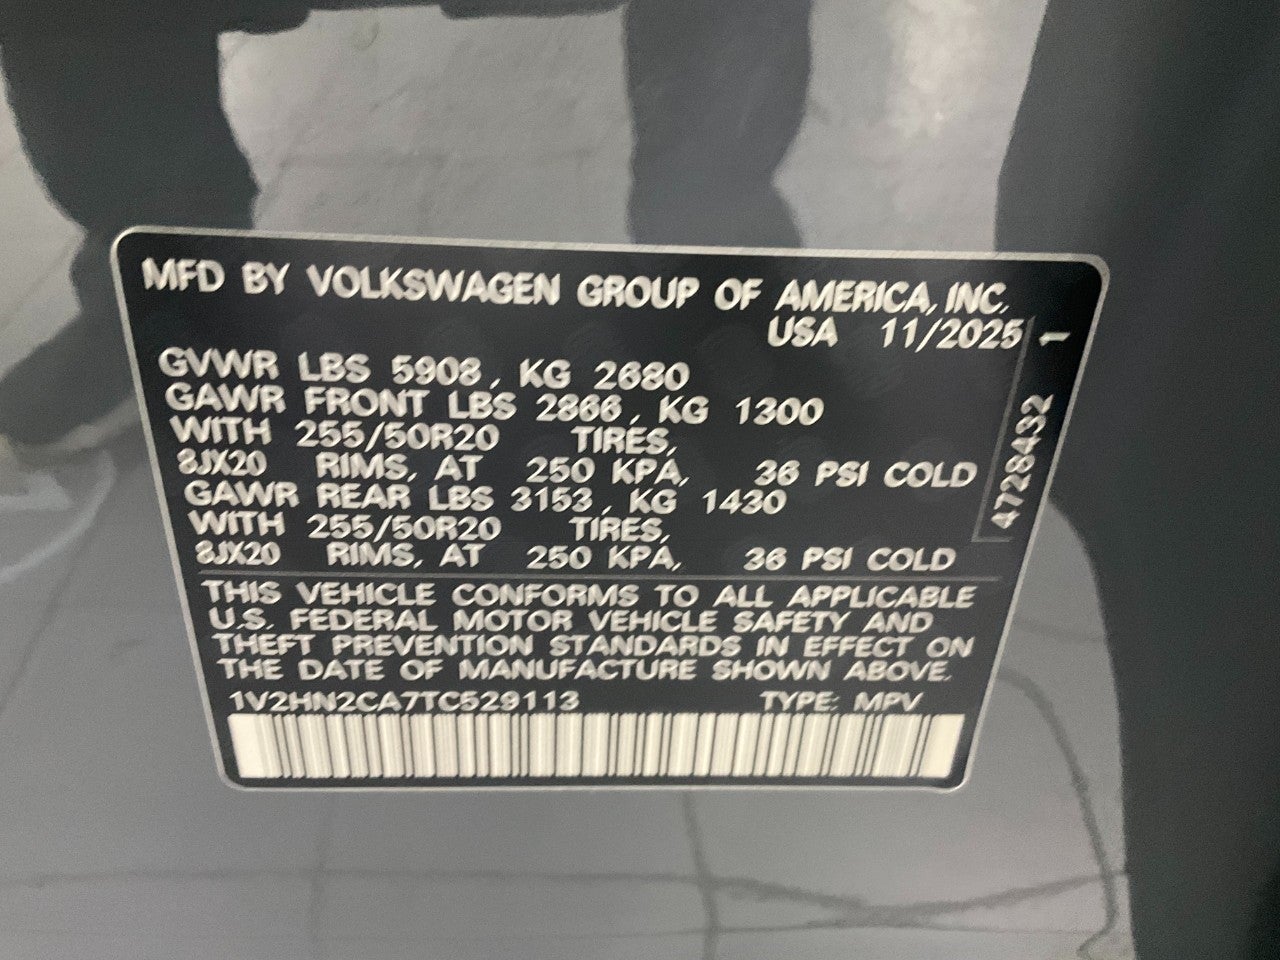 MFD BY VOLKSWAGEN GROUP OF AMERICA, INC.
USA 11/2025
GVWR LBS 5908, KG 2680
GAWR FRONT LBS 2866, KG 1300
WITH 255/50R20 TIRES,
8JX20 RIMS, AT 250 KPA, 36 PSI COLD
GAWR REAR LBS 3153, KG 1430
WITH 255/50R20 TIRES,
8JX20 RIMS, AT 250 KPA, 36 PSI COLD
THIS VEHICLE CONFORMS TO ALL APPLICABLE
U.S. FEDERAL MOTOR VEHICLE SAFETY AND
THEFT PREVENTION STANDARDS IN EFFECT ON
THE DATE OF MANUFACTURE SHOWN ABOVE.
1V2HN2CA7TC529113 TYPE: MPV
4728432 1